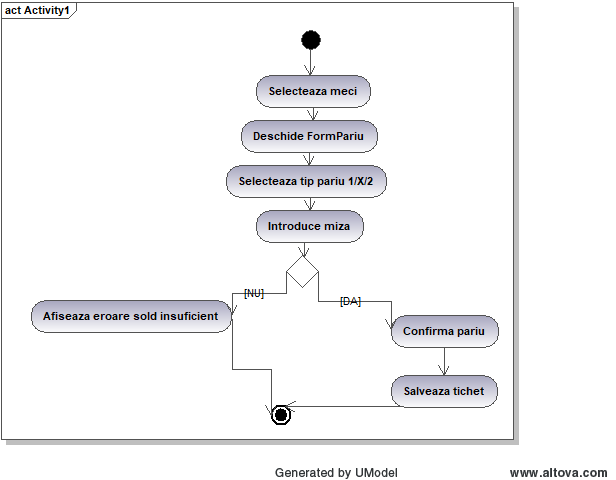 act Activity1
Selecteaza meci
Deschide FormPariu
Selecteaza tip pariu 1/X/2
Introduce miza
[NU]
[DA]
Afiseaza eroare sold insuficient
Confirma pariu
Salveaza tichet
Generated by UModel
www.altova.com